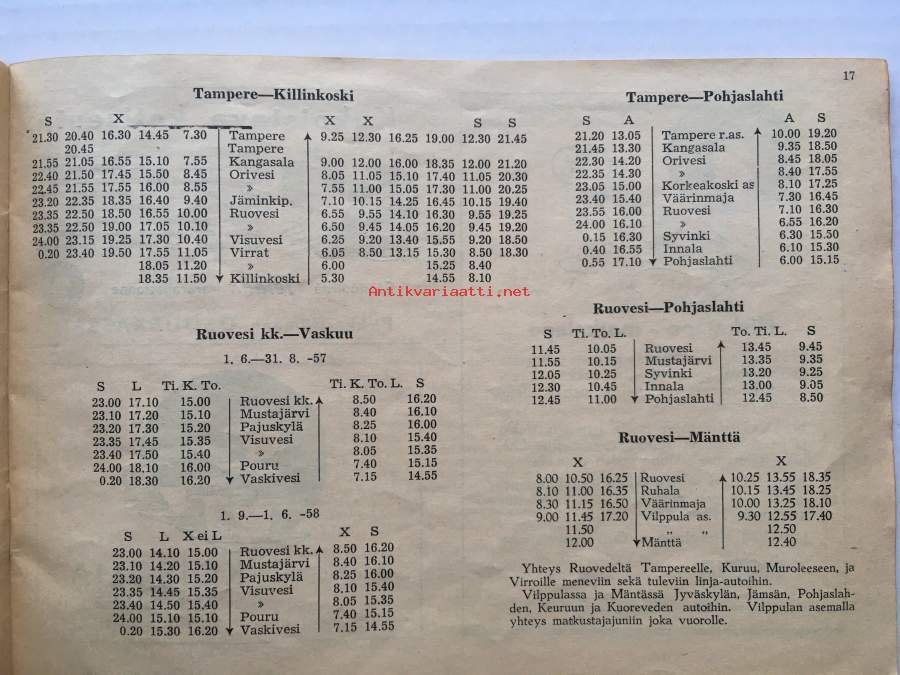 17
Tampere—Killinkoski
S X X X S S
21.30 20.40 16.30 14.45 7.30 Tampere 9.25 12.30 16.25 19.00 12.30 21.45
20.45 Tampere
21.55 21.05 16.55 15.10 7.55 Kangasala 9.00 12.00 16.00 18.35 12.00 21.20
22.40 21.50 17.45 15.50 8.45 Orivesi 8.05 11.05 15.10 17.40 11.05 20.30
22.45 21.55 17.55 16.00 8.55 » 7.55 11.00 15.05 17.30 11.00 20.25
23.20 22.35 18.35 16.40 9.40 Jäminkip. 7.10 10.15 14.25 16.45 10.15 19.40
23.35 22.50 18.50 16.55 10.00 Ruovesi 6.55 9.55 14.10 16.30 9.55 19.25
23.35 22.50 19.00 17.05 10.10 » 6.50 9.45 14.05 16.20 9.45 19.20
24.00 23.15 19.25 17.30 10.40 Visuvesi 6.25 9.20 13.40 15.55 9.20 18.50
0.20 23.40 19.50 17.55 11.05 Virrat 6.05 8.50 13.15 15.30 8.50 18.30
18.05 11.20 » 6.00 15.25 8.40
18.35 11.50 Killinkoski 5.30 14.55 8.10
Tampere—Pohjaslahti
S A A S
21.20 13.05 Tampere r.as. 10.00 19.20
21.45 13.30 Kangasala 9.35 18.50
22.30 14.20 Orivesi 8.45 18.05
22.35 14.30 » 8.40 17.55
23.05 15.00 Korkeakoski as 8.10 17.25
23.40 15.40 Väärinmaja 7.30 16.45
23.55 16.00 Ruovesi 7.10 16.30
24.00 16.10 » 6.55 16.20
0.15 16.30 Syvinki 6.30 15.50
0.40 16.55 Innala 6.10 15.30
0.55 17.10 Pohjaslahti 6.00 15.15
Antikvariaatti.net
Ruovesi kk.—Vaskuu
1. 6.—31. 8. -57
S L Ti. K. To. Ti. K. To. L. S
23.00 17.10 15.00 Ruovesi kk. 8.50 16.20
23.10 17.20 15.10 Mustajärvi 8.40 16.10
23.20 17.30 15.20 Pajuskylä 8.25 16.00
23.35 17.45 15.35 Visuvesi 8.10 15.40
23.40 17.50 15.40 » 8.05 15.35
24.00 18.10 16.00 Pouru 7.40 15.15
0.20 18.30 16.20 Vaskivesi 7.15 14.55
1. 9.—1. 6. -58
S L X ei L X S
23.00 14.10 15.00 Ruovesi kk. 8.50 16.20
23.10 14.20 15.10 Mustajärvi 8.40 16.10
23.20 14.30 15.20 Pajuskylä 8.25 16.00
23.35 14.45 15.35 Visuvesi 8.10 15.40
23.40 14.50 15.40 » 8.05 15.35
24.00 15.10 15.10 Pouru 7.40 15.15
0.20 15.30 16.20 Vaskivesi 7.15 14.55
Ruovesi—Pohjaslahti
S Ti. To. L. To. Ti. L. S
11.45 10.05 Ruovesi 13.45 9.45
11.55 10.15 Mustajärvi 13.35 9.35
12.05 10.25 Syvinki 13.20 9.25
12.30 10.45 Innala 13.00 9.05
12.45 11.00 Pohjaslahti 12.45 8.50
Ruovesi—Mänttä
X X
8.00 10.50 16.25 Ruovesi 10.25 13.55 18.35
8.10 11.00 16.35 Ruhala 10.15 13.45 18.25
8.30 11.15 16.50 Väärinmaja 10.00 13.25 18.10
9.00 11.45 17.20 Vilppula as. 9.30 12.55 17.40
11.50 „ „ 12.50
12.00 Mänttä 12.40
Yhteys Ruovedeltä Tampereelle, Kuruu, Muroleeseen, ja
Virroille meneviin sekä tuleviin linja-autoihin.
Vilppulassa ja Mäntässä Jyväskylän, Jämsän, Pohjaslah-
den, Keuruun ja Kuoreveden autoihin. Vilppulan asemalla
yhteys matkustajajuniin joka vuorolle.